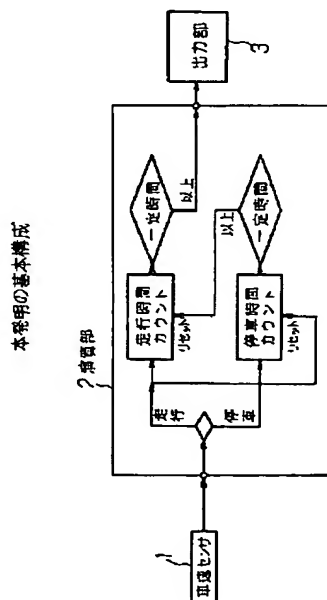 本発明の基本構成
1
車速センサ
2
演算部
走行
停車
走行時間
カウント
リセット
一定時間
以上
停車時間
カウント
リセット
一定時間
以上
出力部
3